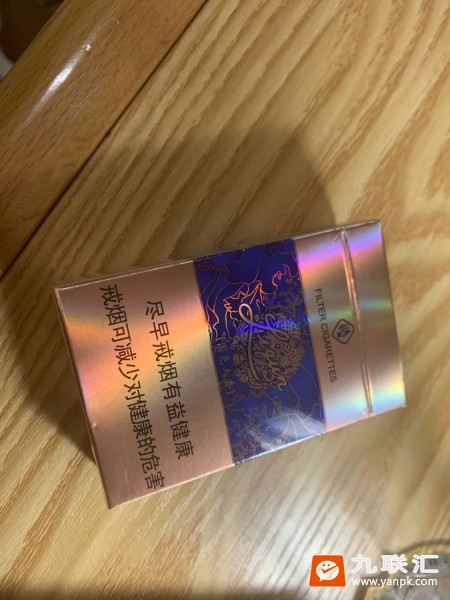 FILTER CIGARETTES
尽早戒烟有益健康
戒烟可减少对健康的危害
九联汇
www.yanpk.com